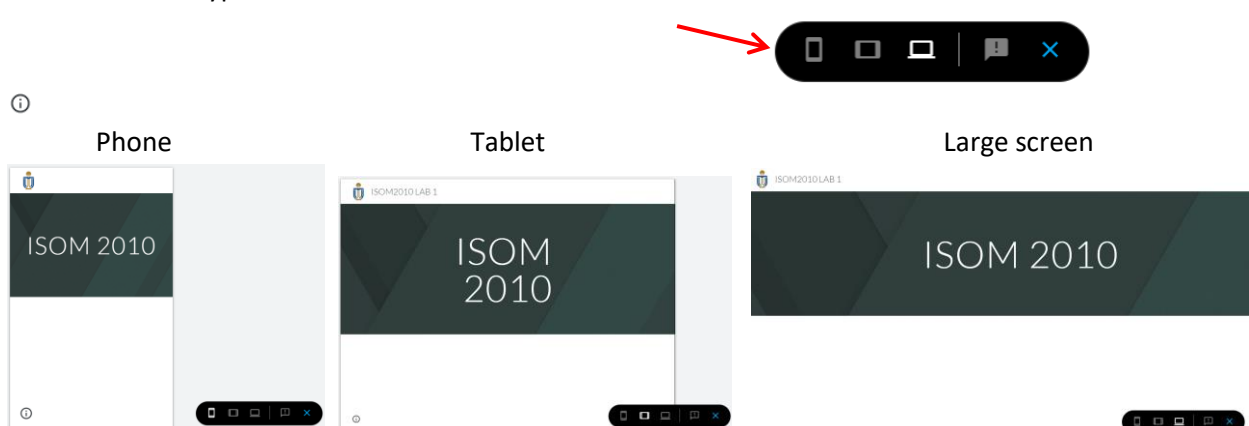 Phone
Tablet
Large screen
ISOM 2010
ISOM2010 LAB 1
ISOM
2010
ISOM2010 LAB 1
ISOM 2010